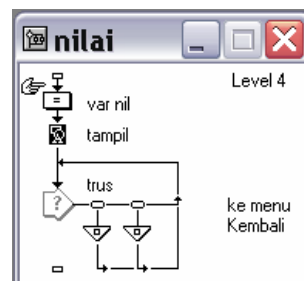 nilai
Level 4
=
var nil
tampil
trus
?
ke menu
Kembali